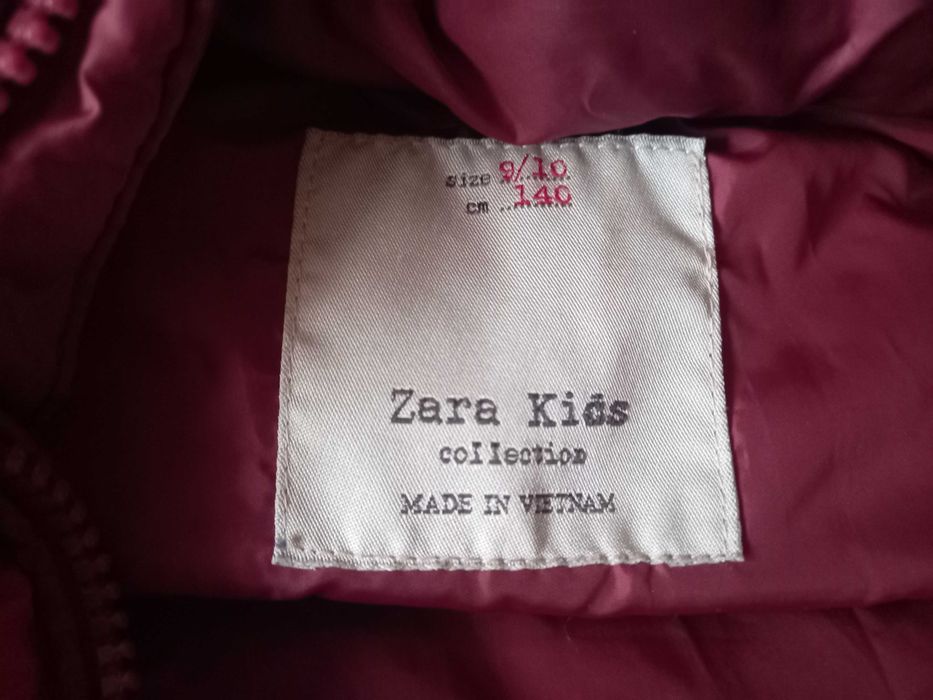 size 9/10
cm 140
Zara Kids
collection
MADE IN VIETNAM